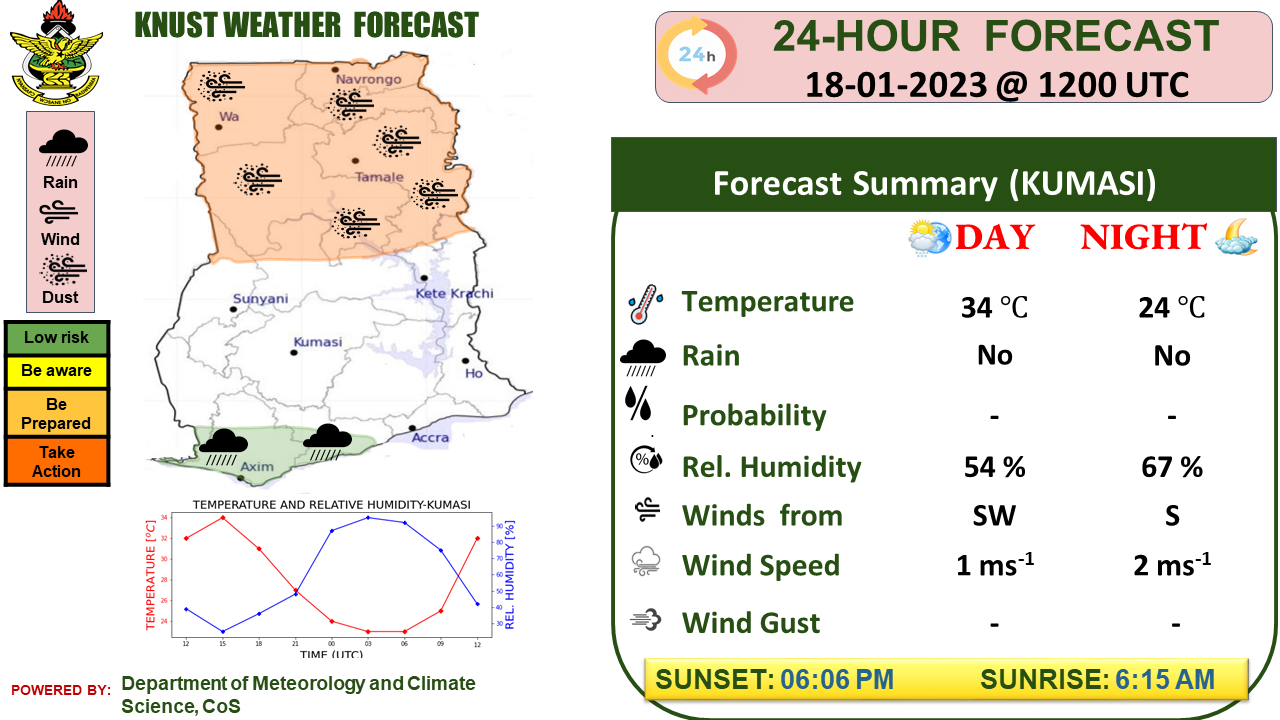 KNUST WEATHER FORECAST
24h
24-HOUR FORECAST
18-01-2023 @ 1200 UTC
Rain
Wind
Dust
Low risk
Be aware
Be
Prepared
Take
Action
Navrongo
Wa
Tamale
Sunyani
Kete Krachi
Kumasi
Ho
Accra
Axim
TEMPERATURE AND RELATIVE HUMIDITY-KUMASI
TEMPERATURE [°C]
34
32
30
28
26
24
REL. HUMIDITY [%]
90
80
70
60
50
40
30
12 15 18 21 00 03 06 09 12
TIME (UTC)
POWERED BY: Department of Meteorology and Climate
Science, CoS
Forecast Summary (KUMASI)
DAY NIGHT
Temperature 34 °C 24 °C
Rain No No
Probability - -
% Rel. Humidity 54 % 67 %
Winds from SW S
Wind Speed 1 ms-1 2 ms-1
Wind Gust - -
SUNSET: 06:06 PM SUNRISE: 6:15 AM